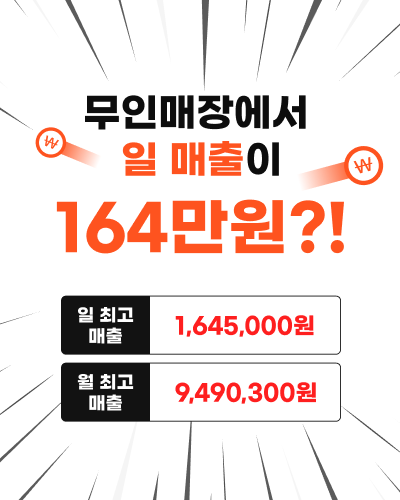 무인매장에서
일 매출이
164만원?!
₩
₩
일 최고
매출
1,645,000원
월 최고
매출
9,490,300원